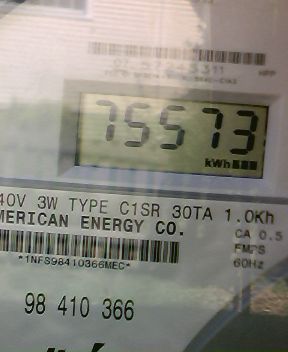 75573
kWh
40V 3W TYPE C1SR 30TA 1.0Kh
MERICAN ENERGY CO.
CA 0.5
*1NFS98410366MEC*
60Hz
98 410 366